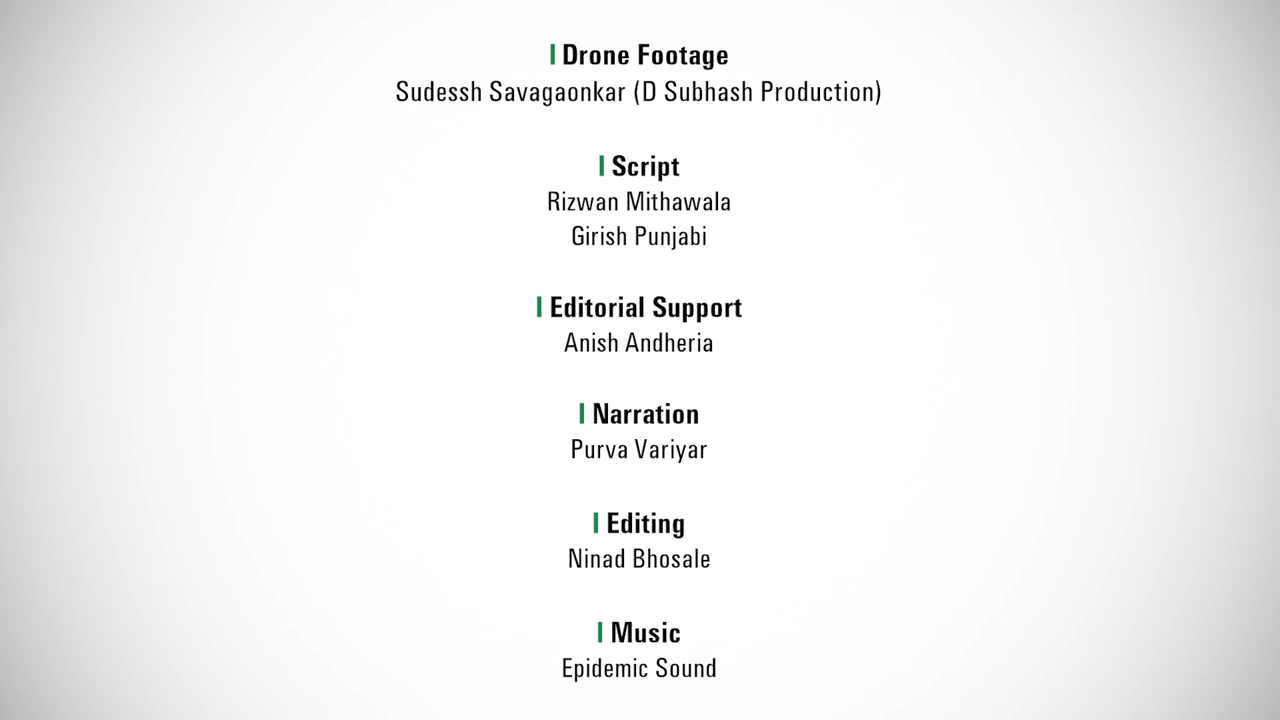 Drone Footage
Sudessh Savagaonkar (D Subhash Production)
Script
Rizwan Mithawala
Girish Punjabi
Editorial Support
Anish Andheria
Narration
Purva Variyar
Editing
Ninad Bhosale
Music
Epidemic Sound